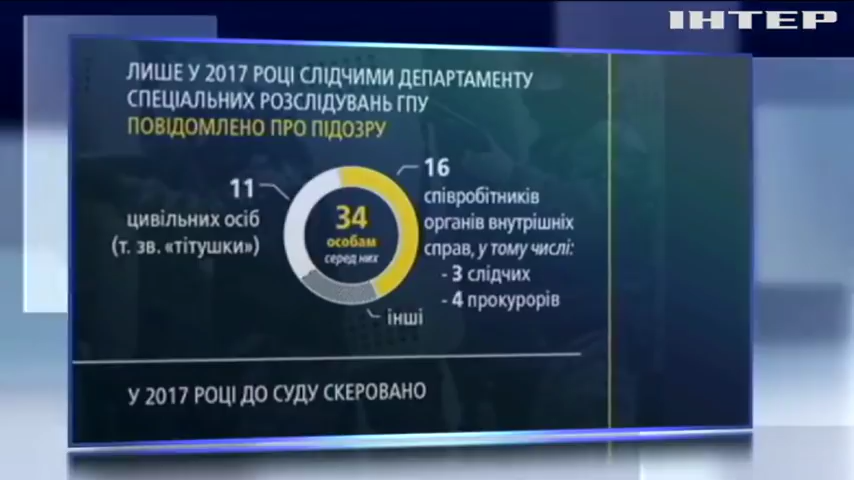 ІНТЕР
ЛИШЕ У 2017 РОЦІ СЛІДЧИМИ ДЕПАРТАМЕНТУ
СПЕЦІАЛЬНИХ РОЗСЛІДУВАНЬ ГПУ
ПОВІДОМЛЕНО ПРО ПІДОЗРУ
11
цивільних осіб
(т. зв. «тітушки»)
34
особам
серед них
16
співробітників
органів внутрішніх
справ, у тому числі:
- 3 слідчих
- 4 прокурорів
інші
У 2017 РОЦІ ДО СУДУ СКЕРОВАНО